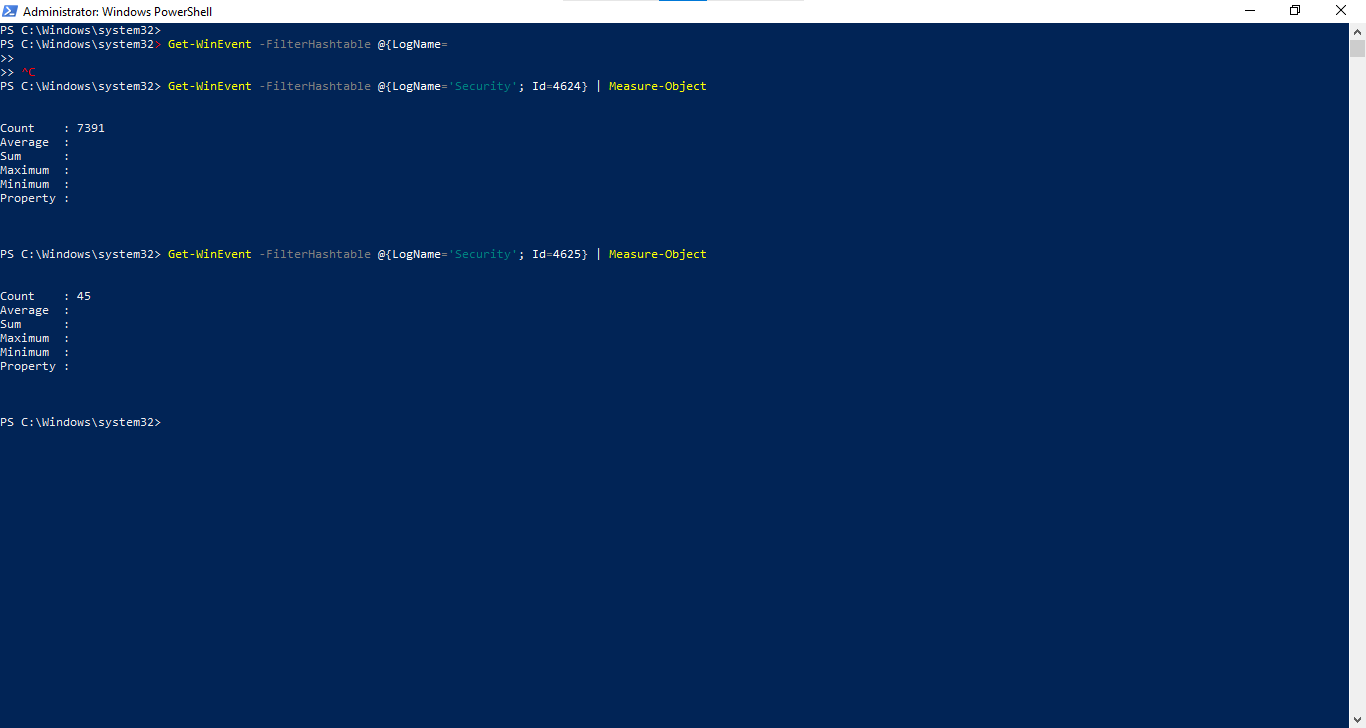 Administrator: Windows PowerShell
PS C:\Windows\system32>
PS C:\Windows\system32> Get-WinEvent -FilterHashtable @{LogName=
>>
>> ^C
PS C:\Windows\system32> Get-WinEvent -FilterHashtable @{LogName='Security'; Id=4624} | Measure-Object
Count    : 7391
Average  :
Sum      :
Maximum  :
Minimum  :
Property :
PS C:\Windows\system32> Get-WinEvent -FilterHashtable @{LogName='Security'; Id=4625} | Measure-Object
Count    : 45
Average  :
Sum      :
Maximum  :
Minimum  :
Property :
PS C:\Windows\system32>